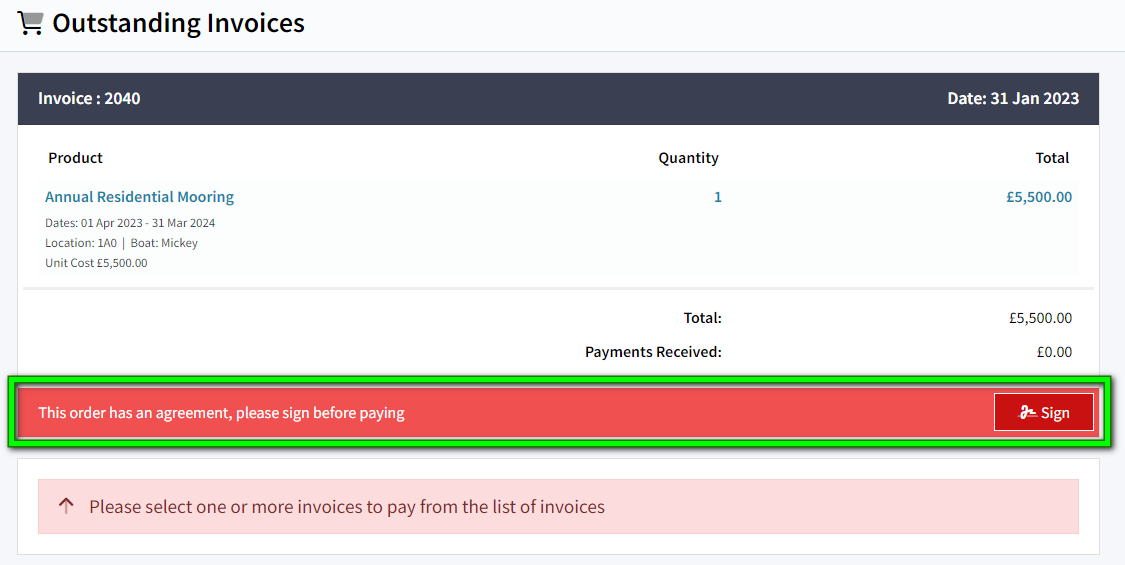 Outstanding Invoices
Invoice : 2040 Date: 31 Jan 2023
Product Quantity Total
Annual Residential Mooring 1 £5,500.00
Dates: 01 Apr 2023 - 31 Mar 2024
Location: 1A0 | Boat: Mickey
Unit Cost £5,500.00
Total: £5,500.00
Payments Received: £0.00
This order has an agreement, please sign before paying Sign
Please select one or more invoices to pay from the list of invoices